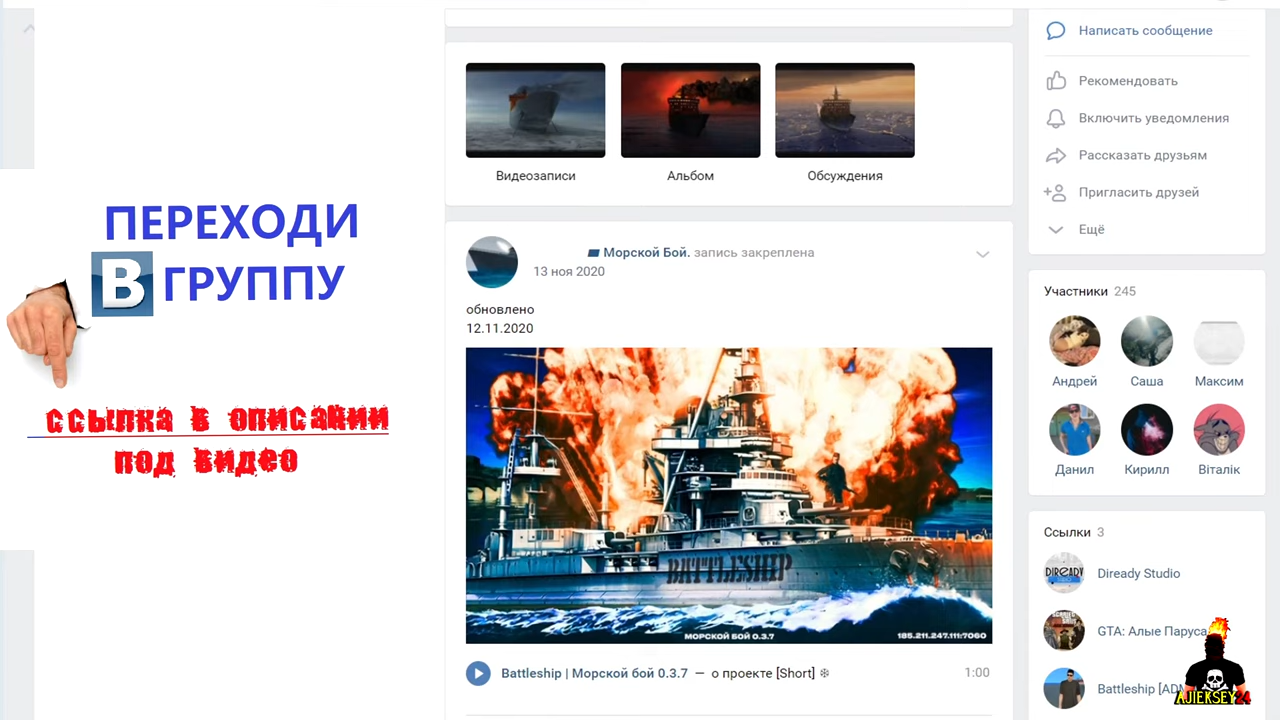 ПЕРЕХОДИ
В ГРУППУ
ссылка в описании
под видео
Видеозаписи
Альбом
Обсуждения
Морской Бой. запись закреплена
13 ноя 2020
обновлено
12.11.2020
BATTLESHIP
МОРСКОЙ БОЙ 0.3.7
185.211.247.111:7060
Battleship | Морской бой 0.3.7 — о проекте [Short] ❄
1:00
Написать сообщение
Рекомендовать
Включить уведомления
Рассказать друзьям
Пригласить друзей
Ещё
Участники 245
Андрей
Саша
Максим
Данил
Кирилл
Віталік
Ссылки 3
DIREADY
Diready Studio
GTA: Алые Паруса
Battleship [ADM
AJIEKSEY24